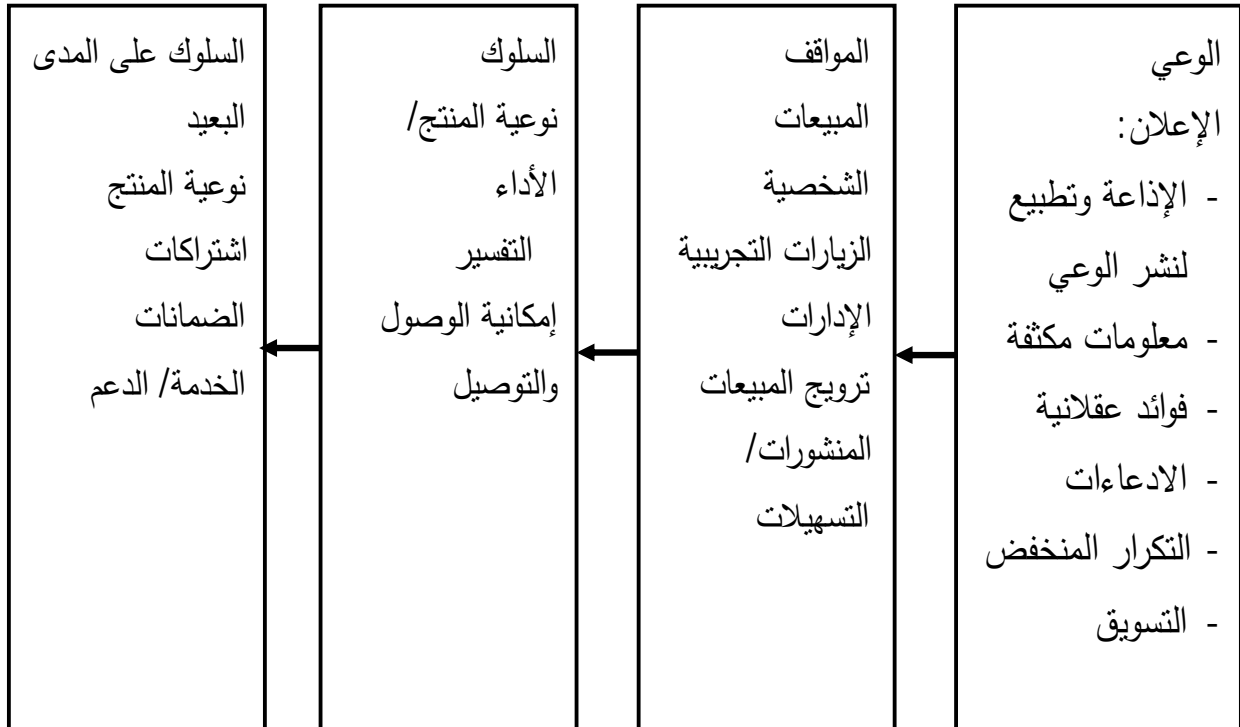 الوعي
الإعلان:
- الإذاعة وتطبيع
لنشر الوعي
- معلومات مكثفة
- فوائد عقلانية
- الادعاءات
- التكرار المنخفض
- التسويق
المواقف
المبيعات
الشخصية
الزيارات التجريبية
الإدارات
ترويج المبيعات
المنشورات/
التسهيلات
السلوك
نوعية المنتج/
الأداء
التفسير
إمكانية الوصول
والتوصيل
السلوك على المدى
البعيد
نوعية المنتج
اشتراكات
الضمانات
الخدمة/ الدعم